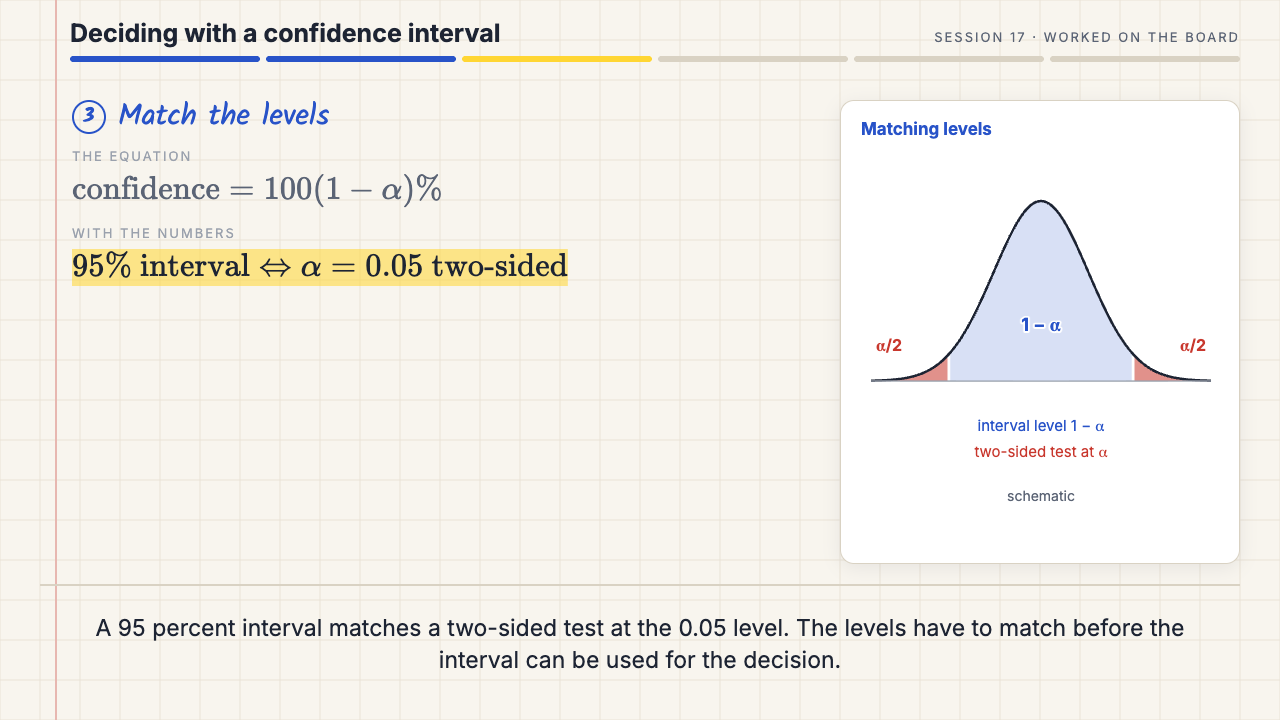 Deciding with a confidence interval
SESSION 17 · WORKED ON THE BOARD
3 Match the levels
THE EQUATION
confidence = 100(1 − α)%
WITH THE NUMBERS
95% interval ⇔ α = 0.05 two-sided
Matching levels
1 − α
α/2
α/2
interval level 1 − α
two-sided test at α
schematic
A 95 percent interval matches a two-sided test at the 0.05 level. The levels have to match before the
interval can be used for the decision.